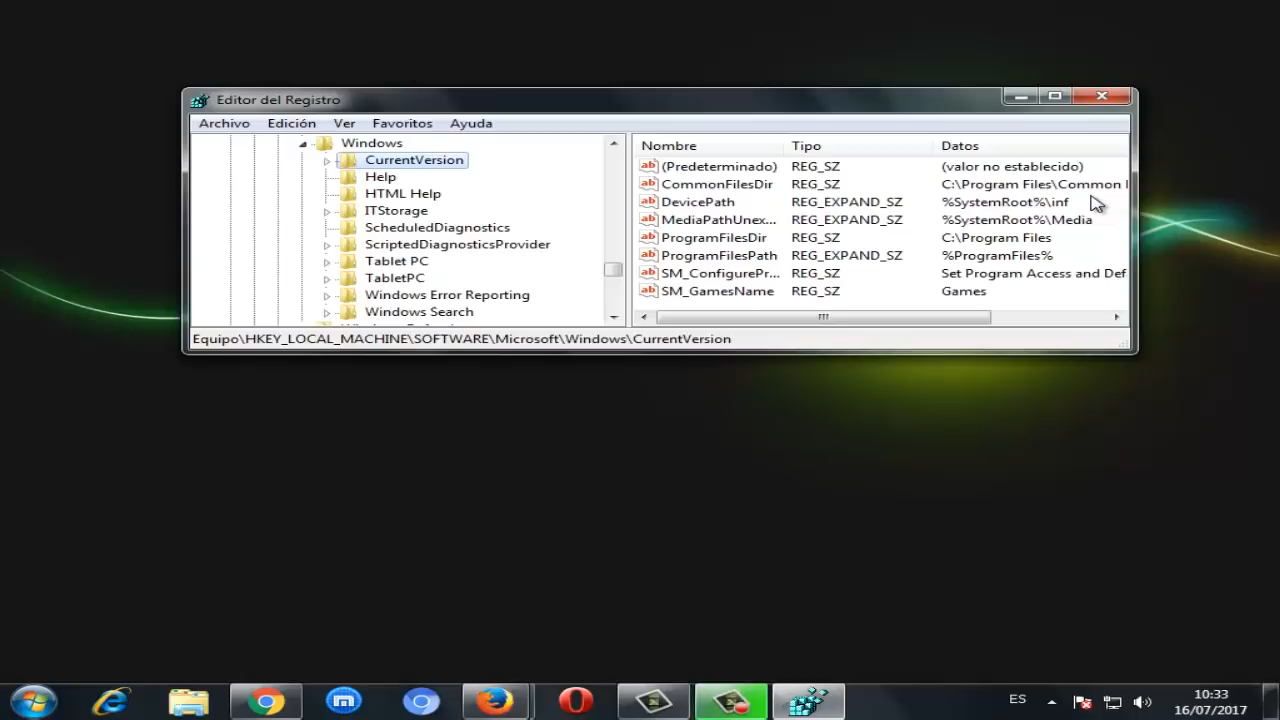 Editor del Registro
Archivo Edición Ver Favoritos Ayuda
Windows
CurrentVersion
Help
HTML Help
ITStorage
ScheduledDiagnostics
ScriptedDiagnosticsProvider
Tablet PC
TabletPC
Windows Error Reporting
Windows Search
Nombre Tipo Datos
(Predeterminado) REG_SZ (valor no establecido)
CommonFilesDir REG_SZ C:\Program Files\Common
DevicePath REG_EXPAND_SZ %SystemRoot%\inf
MediaPathUnex... REG_EXPAND_SZ %SystemRoot%\Media
ProgramFilesDir REG_SZ C:\Program Files
ProgramFilesPath REG_EXPAND_SZ %ProgramFiles%
SM_ConfigurePr... REG_SZ Set Program Access and Def
SM_GamesName REG_SZ Games
Equipo\HKEY_LOCAL_MACHINE\SOFTWARE\Microsoft\Windows\CurrentVersion
ES
10:33
16/07/2017